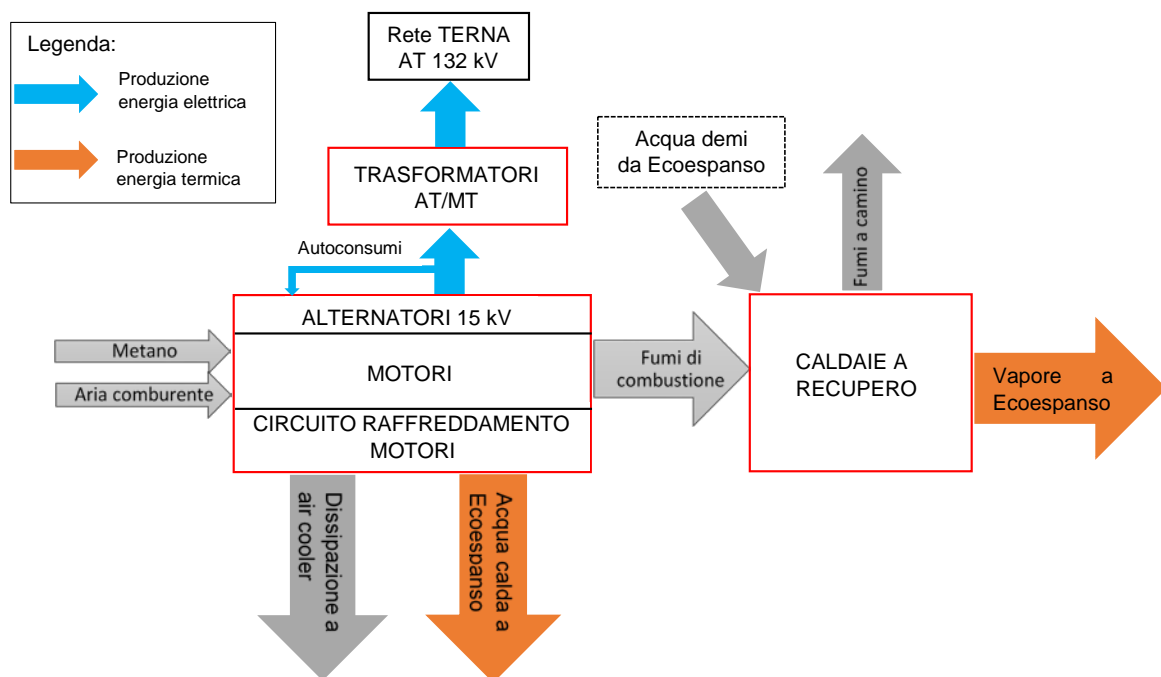 Legenda:
Produzione
energia elettrica
Produzione
energia termica
Rete TERNA
AT 132 kV
TRASFORMATORI
AT/MT
Acqua demi
da Ecoespanso
Fumi a camino
Autoconsumi
ALTERNATORI 15 kV
Metano
MOTORI
Aria comburente
CIRCUITO RAFFREDDAMENTO
MOTORI
Fumi di
combustione
CALDAIE A
RECUPERO
Vapore a
Ecoespanso
Dissipazione a
air cooler
Acqua calda a
Ecoespanso